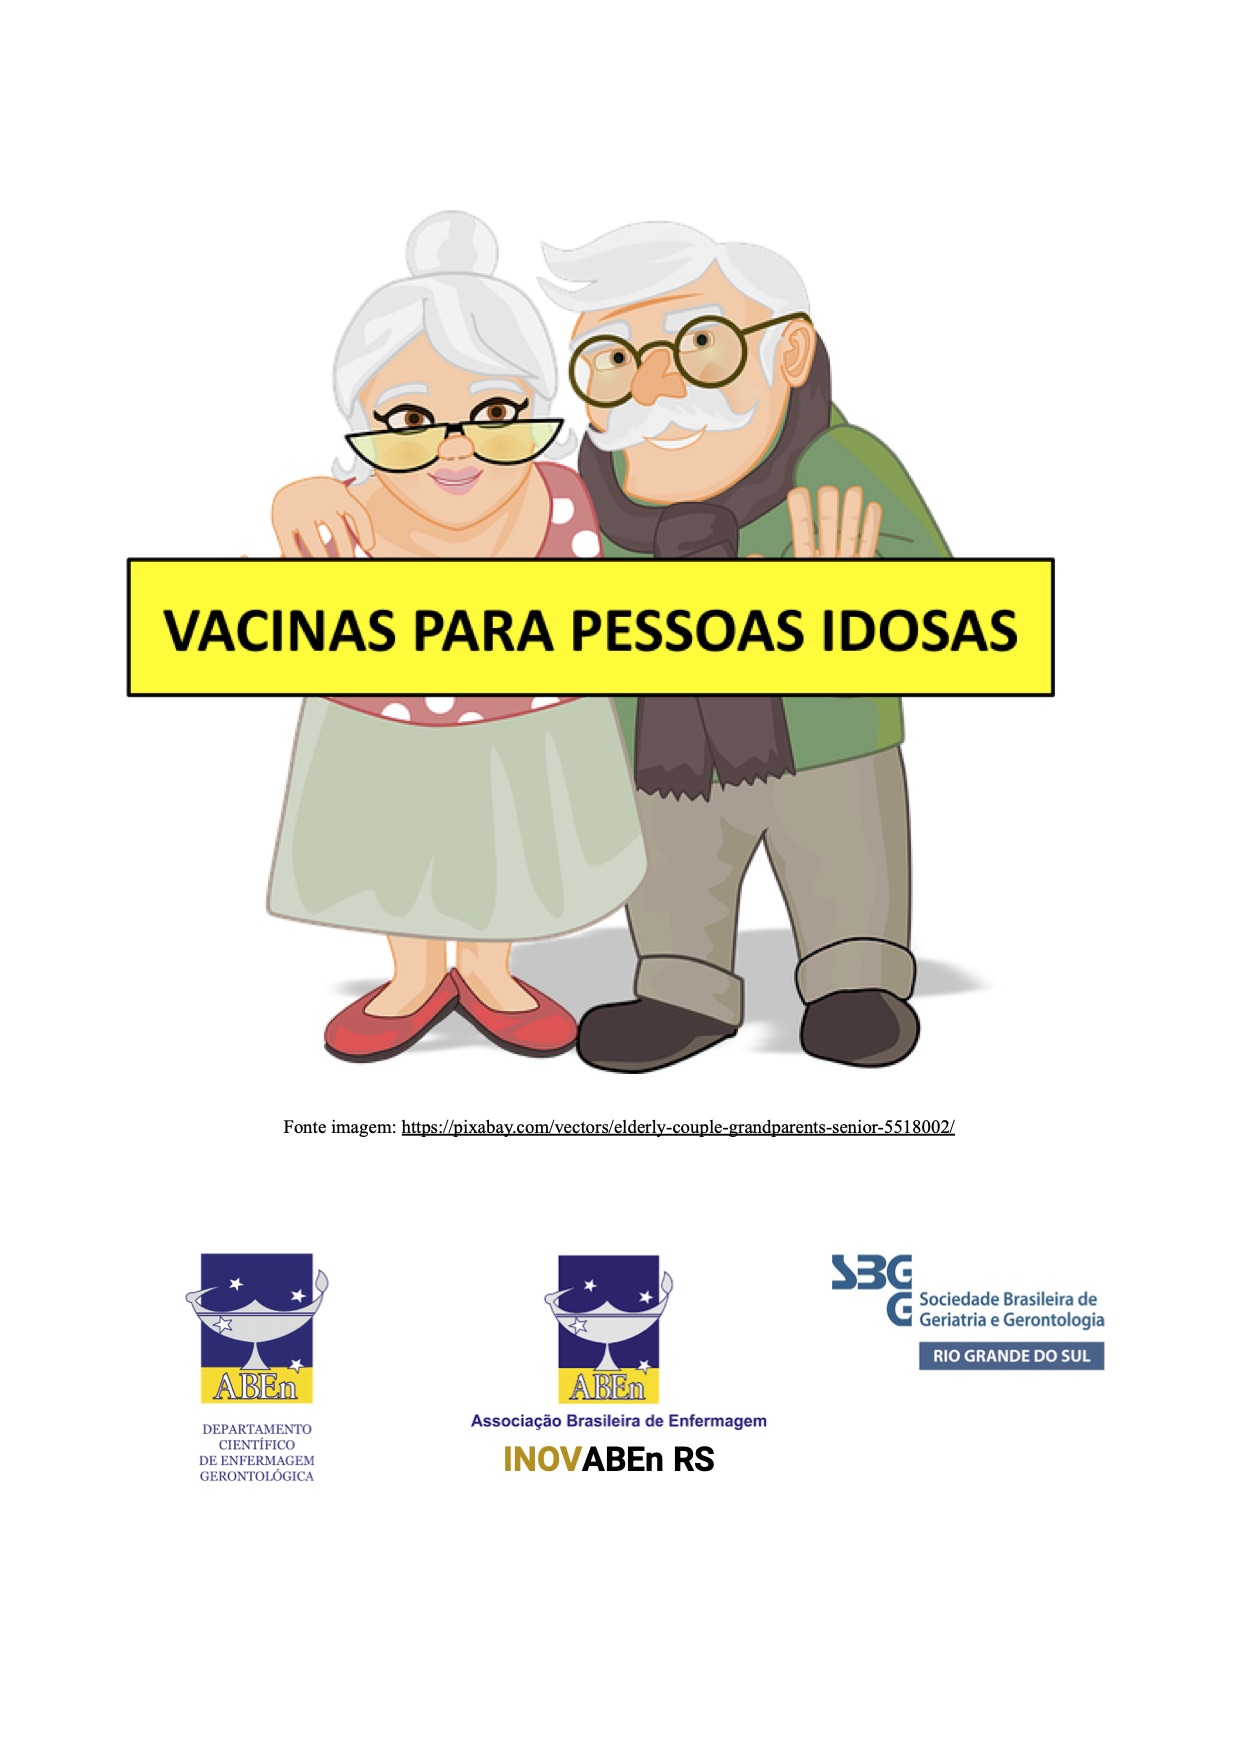 VACINAS PARA PESSOAS IDOSAS
Fonte imagem: https://pixabay.com/vectors/elderly-couple-grandparents-senior-5518002/
ABEn
DEPARTAMENTO
CIENTÍFICO
DE ENFERMAGEM
GERONTOLÓGICA
ABEn
Associação Brasileira de Enfermagem
INOVABEn RS
SBGG
Sociedade Brasileira de
Geriatria e Gerontologia
RIO GRANDE DO SUL